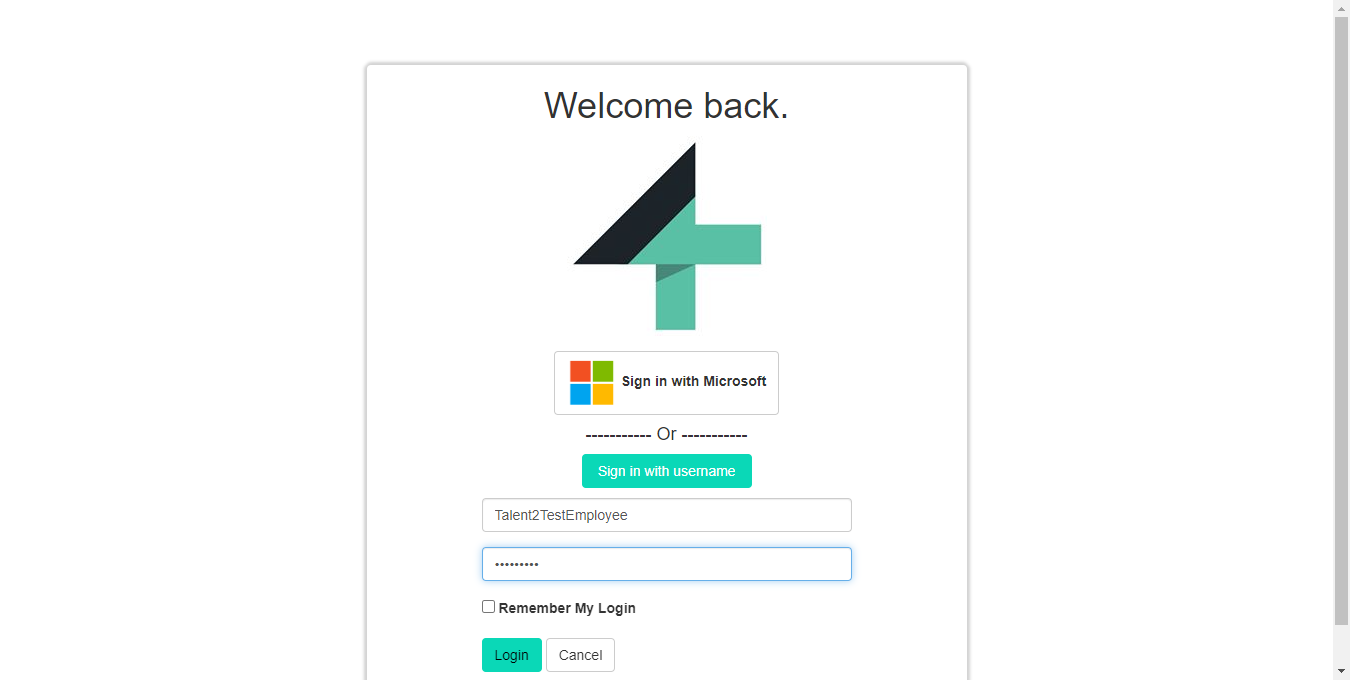 Welcome back.
Sign in with Microsoft
----------- Or -----------
Sign in with username
Talent2TestEmployee
•••••••••
Remember My Login
Login Cancel